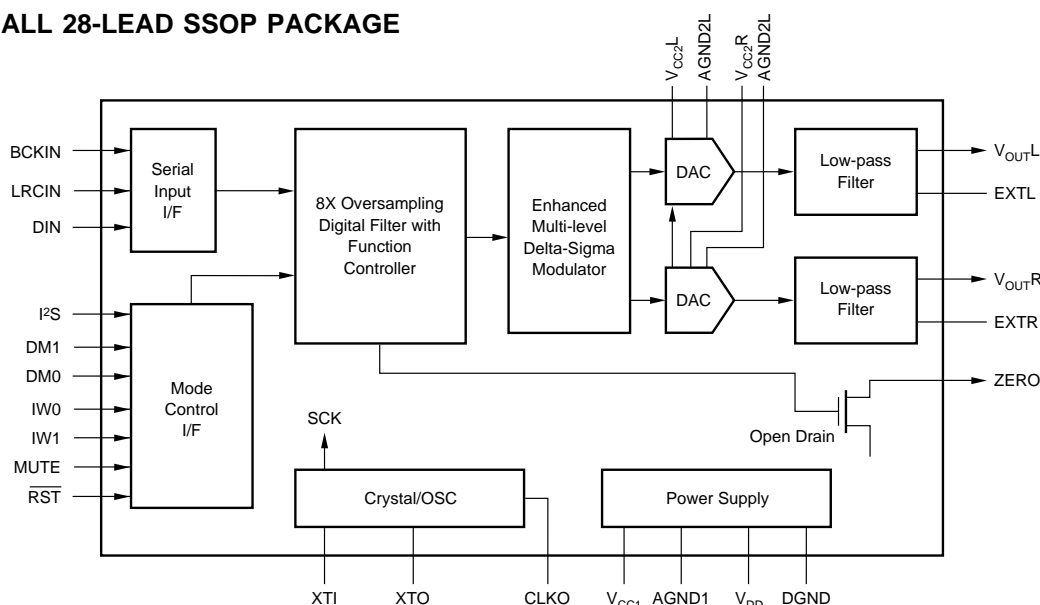 ALL 28-LEAD SSOP PACKAGE
VCC2L
AGND2L
VCC2R
AGND2L
BCKIN
LRCIN
DIN
Serial
Input
I/F
8X Oversampling
Digital Filter with
Function
Controller
Enhanced
Multi-level
Delta-Sigma
Modulator
DAC
DAC
Low-pass
Filter
Low-pass
Filter
VOUTL
EXTL
VOUTR
EXTR
ZERO
I2S
DM1
DM0
IW0
IW1
MUTE
RST
Mode
Control
I/F
SCK
Open Drain
Crystal/OSC
Power Supply
XTI
XTO
CLKO
VCC1
AGND1
VDD
DGND